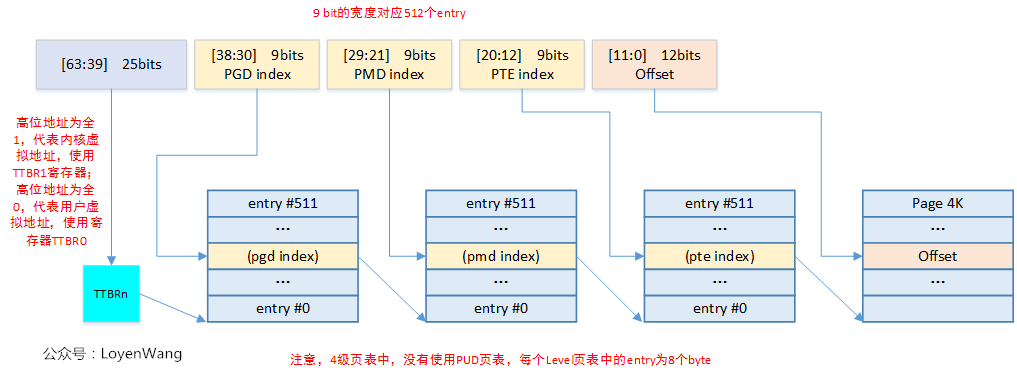 9 bit的宽度对应512个entry
[63:39] 25bits
[38:30] 9bits
PGD index
[29:21] 9bits
PMD index
[20:12] 9bits
PTE index
[11:0] 12bits
Offset
高位地址为全
1，代表内核虚
拟地址，使用
TTBR1寄存器；
高位地址为全
0，代表用户虚
拟地址，使用寄
存器TTBR0
TTBRn
entry #511
...
(pgd index)
...
entry #0
entry #511
...
(pmd index)
...
entry #0
entry #511
...
(pte index)
...
entry #0
Page 4K
...
Offset
...
公众号：LoyenWang
注意，4级页表中，没有使用PUD页表，每个Level页表中的entry为8个byte